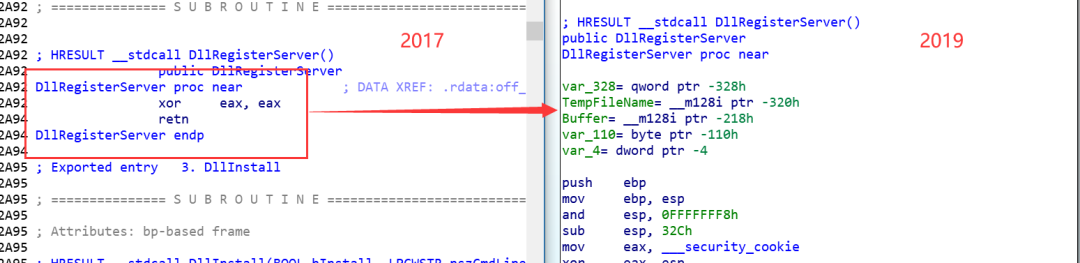 2A92 ; =============== S U B R O U T I N E =============================
2A92
2A92 2017
2A92 ; HRESULT __stdcall DllRegisterServer()
2A92 public DllRegisterServer
2A92 DllRegisterServer proc near ; DATA XREF: .rdata:off_
2A92 xor eax, eax
2A94 retn
2A94 DllRegisterServer endp
2A94
2A95 ; Exported entry 3. DllInstall
2A95
2A95 ; =============== S U B R O U T I N E =============================
2A95
2A95 ; Attributes: bp-based frame
2A95
2A95 ; HRESULT __stdcall DllInstall(BOOL bInstall, LPCWSTR pszCmdLine
; HRESULT __stdcall DllRegisterServer()
public DllRegisterServer 2019
DllRegisterServer proc near
var_328= qword ptr -328h
TempFileName= __m128i ptr -320h
Buffer= __m128i ptr -218h
var_110= byte ptr -110h
var_4= dword ptr -4
push ebp
mov ebp, esp
and esp, 0FFFFFFF8h
sub esp, 32Ch
mov eax, ___security_cookie
xor eax, esp